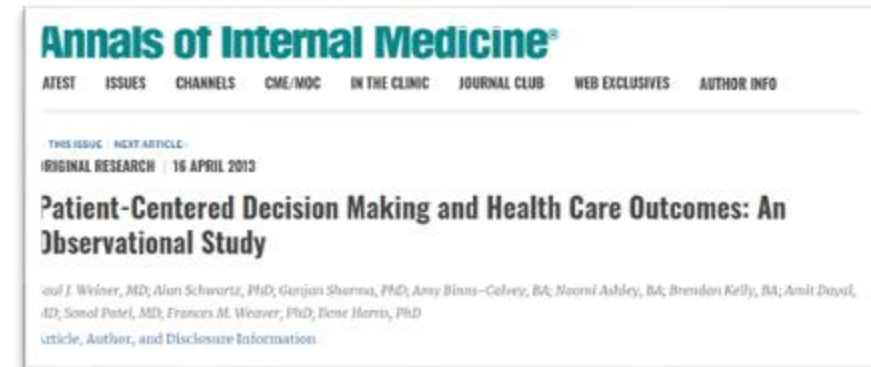 Annals of Internal Medicine®
ATEST ISSUES CHANNELS CME/MOC IN THE CLINIC JOURNAL CLUB WEB EXCLUSIVES AUTHOR INFO
THIS ISSUE | NEXT ARTICLE
RIGINAL RESEARCH | 16 APRIL 2013
Patient-Centered Decision Making and Health Care Outcomes: An
Observational Study
aul J. Weiner, MD; Alan Schwartz, PhD; Gunjan Sharma, PhD; Amy Binns-Calvey, BA; Naomi Ashley, BA; Brendan Kelly, BA; Amit Dayal,
MD; Sonal Patel, MD; Frances M. Weaver, PhD; Ilene Harris, PhD
rticle, Author, and Disclosure Information